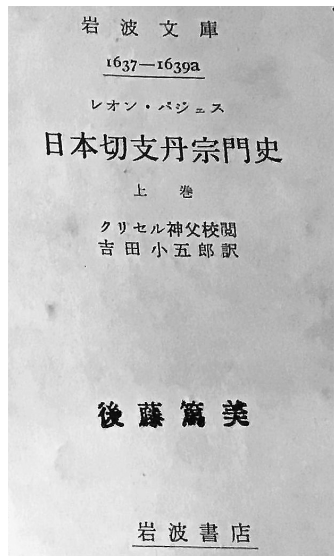 岩波文庫
1637—1639a
レオン・パジェス
日本切支丹宗門史
上巻
クリセル神父校閲
吉田小五郎訳
後藤篤美
岩波書店